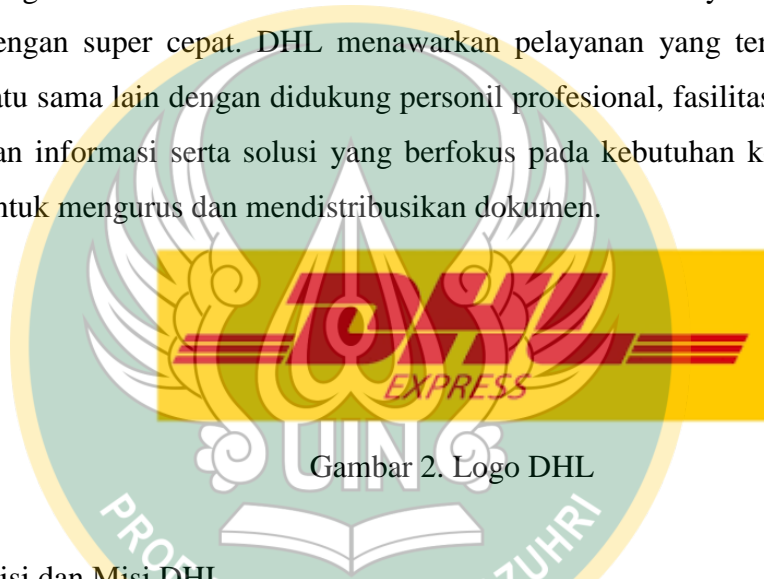 dengan super cepat. DHL menawarkan pelayanan yang
satu sama lain dengan didukung personil profesional, fasilitas
dan informasi serta solusi yang berfokus pada kebutuhan
untuk mengurus dan mendistribusikan dokumen.
DHL
EXPRESS
UIN
Gambar 2. Logo DHL
ZUHRI
Visi dan Misi DHL